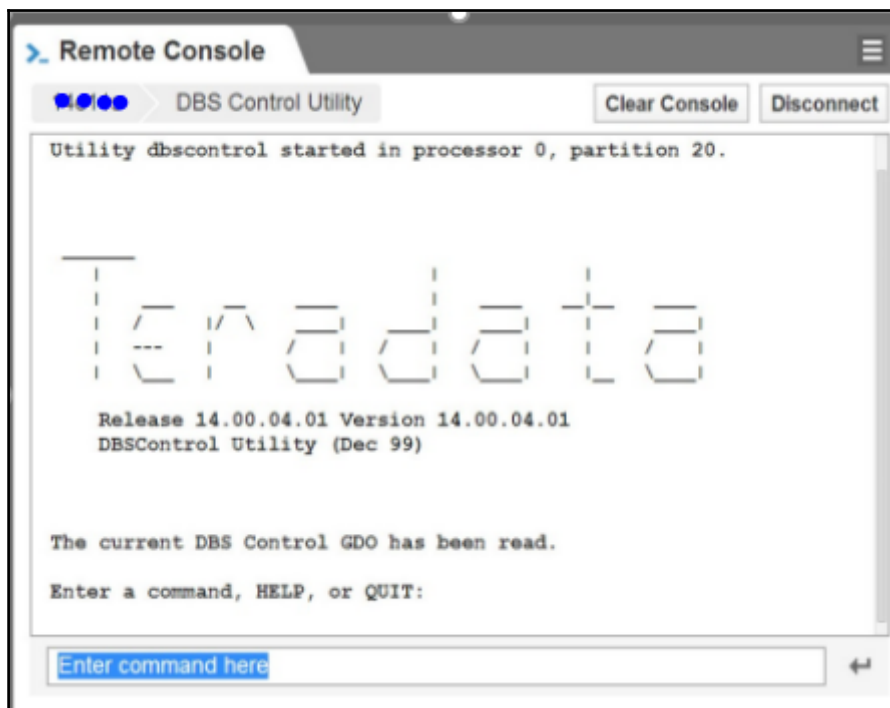 Remote Console
DBS Control Utility
Clear Console
Disconnect
Utility dbscontrol started in processor 0, partition 20.
Teradata
Release 14.00.04.01 Version 14.00.04.01
DBSControl Utility (Dec 99)
The current DBS Control GDO has been read.
Enter a command, HELP, or QUIT:
Enter command here